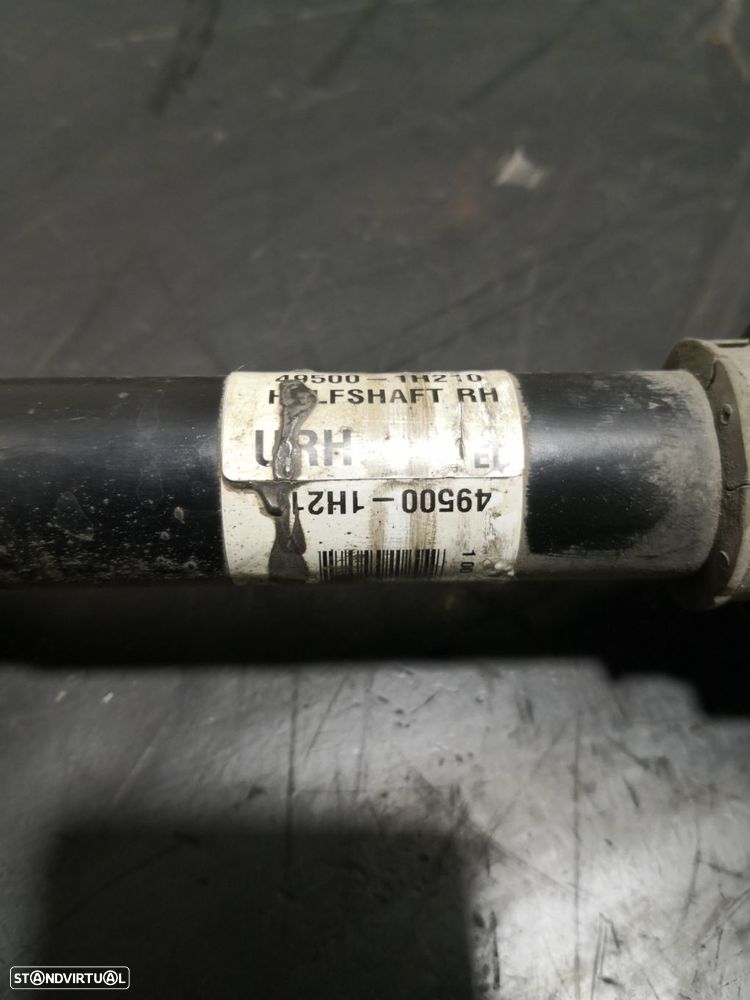 49500-1H210
HALFSHAFT RH
URH
49500-1H21
STANDVIRTUAL